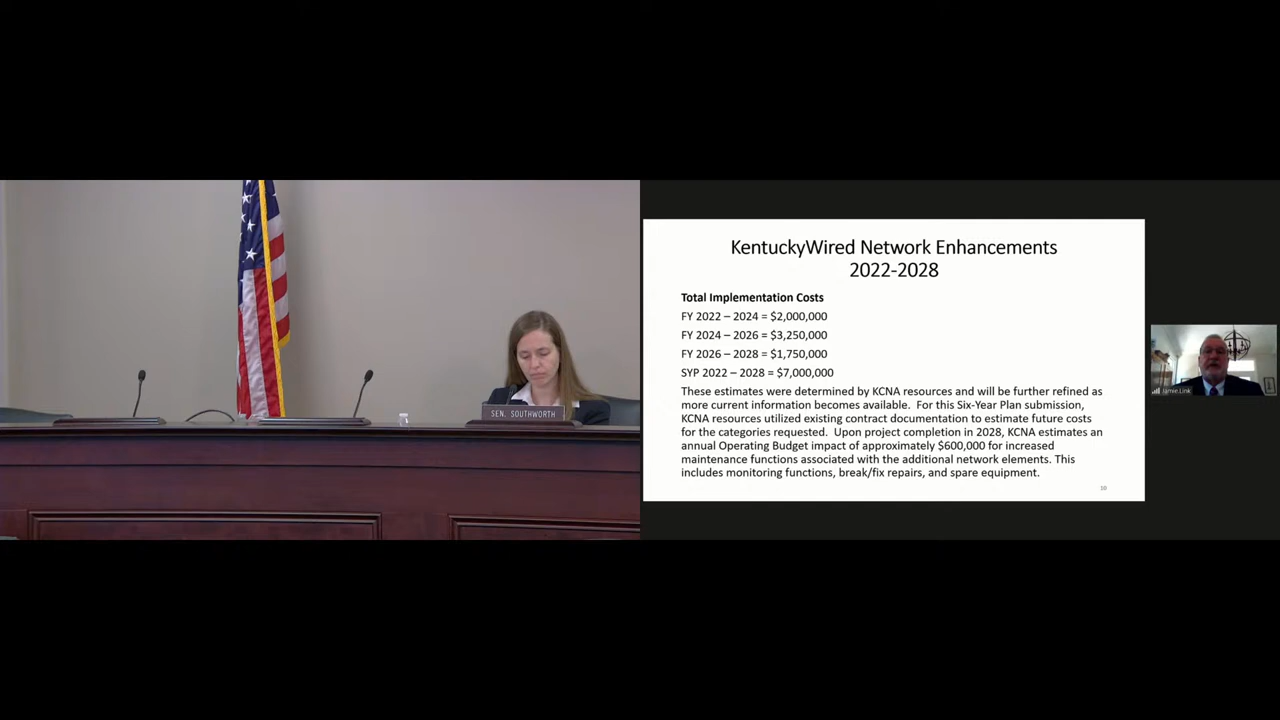 SEN. SOUTHWORTH
KentuckyWired Network Enhancements
2022-2028
Total Implementation Costs
FY 2022 – 2024 = $2,000,000
FY 2024 – 2026 = $3,250,000
FY 2026 – 2028 = $1,750,000
SYP 2022 – 2028 = $7,000,000
These estimates were determined by KCNA resources and will be further refined as
more current information becomes available.  For this Six-Year Plan submission,
KCNA resources utilized existing contract documentation to estimate future costs
for the categories requested.  Upon project completion in 2028, KCNA estimates an
annual Operating Budget impact of approximately $600,000 for increased
maintenance functions associated with the additional network elements. This
includes monitoring functions, break/fix repairs, and spare equipment.
10
Jamie Link